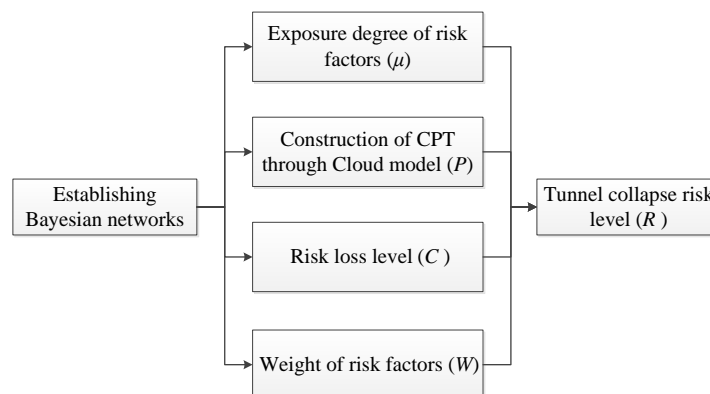 Exposure degree of risk
factors (μ)
Construction of CPT
through Cloud model (P)
Establishing
Bayesian networks
Tunnel collapse risk
level (R )
Risk loss level (C )
Weight of risk factors (W)